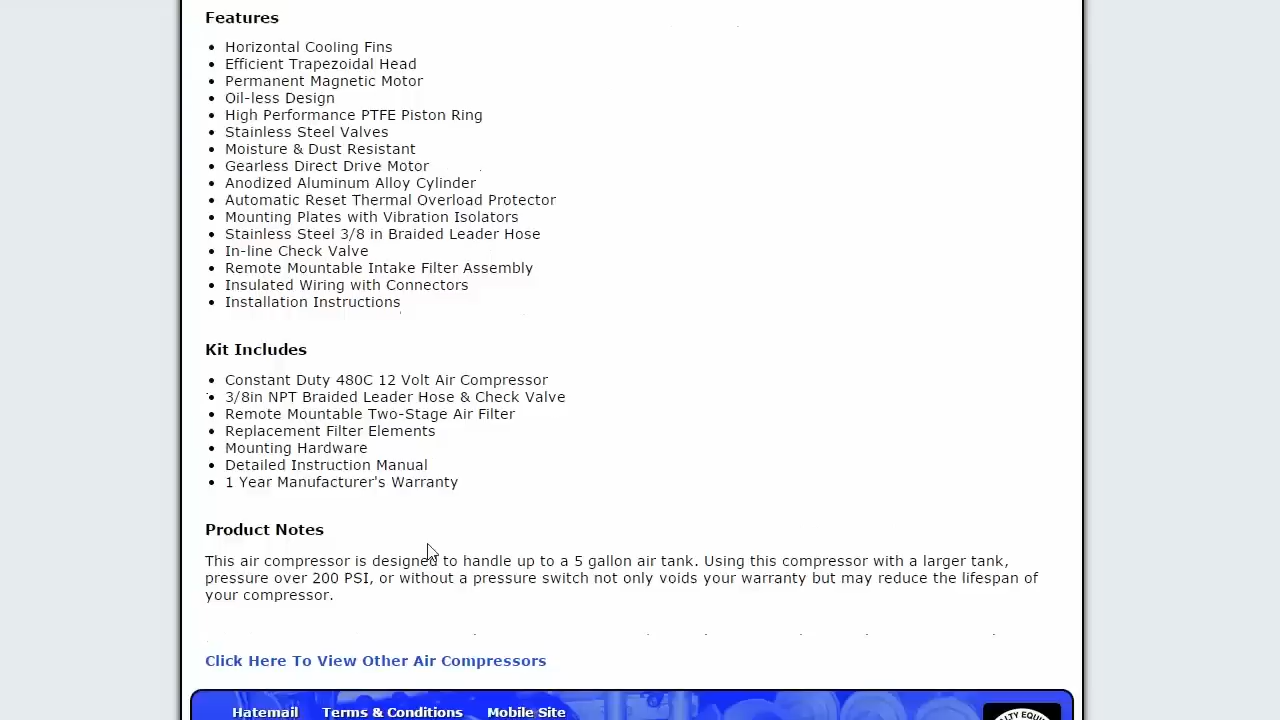 Features
Horizontal Cooling Fins
Efficient Trapezoidal Head
Permanent Magnetic Motor
Oil-less Design
High Performance PTFE Piston Ring
Stainless Steel Valves
Moisture & Dust Resistant
Gearless Direct Drive Motor
Anodized Aluminum Alloy Cylinder
Automatic Reset Thermal Overload Protector
Mounting Plates with Vibration Isolators
Stainless Steel 3/8 in Braided Leader Hose
In-line Check Valve
Remote Mountable Intake Filter Assembly
Insulated Wiring with Connectors
Installation Instructions
Kit Includes
Constant Duty 480C 12 Volt Air Compressor
3/8in NPT Braided Leader Hose & Check Valve
Remote Mountable Two-Stage Air Filter
Replacement Filter Elements
Mounting Hardware
Detailed Instruction Manual
1 Year Manufacturer's Warranty
Product Notes
This air compressor is designed to handle up to a 5 gallon air tank. Using this compressor with a larger tank,
pressure over 200 PSI, or without a pressure switch not only voids your warranty but may reduce the lifespan of
your compressor.
Click Here To View Other Air Compressors
Hatemail Terms & Conditions Mobile Site